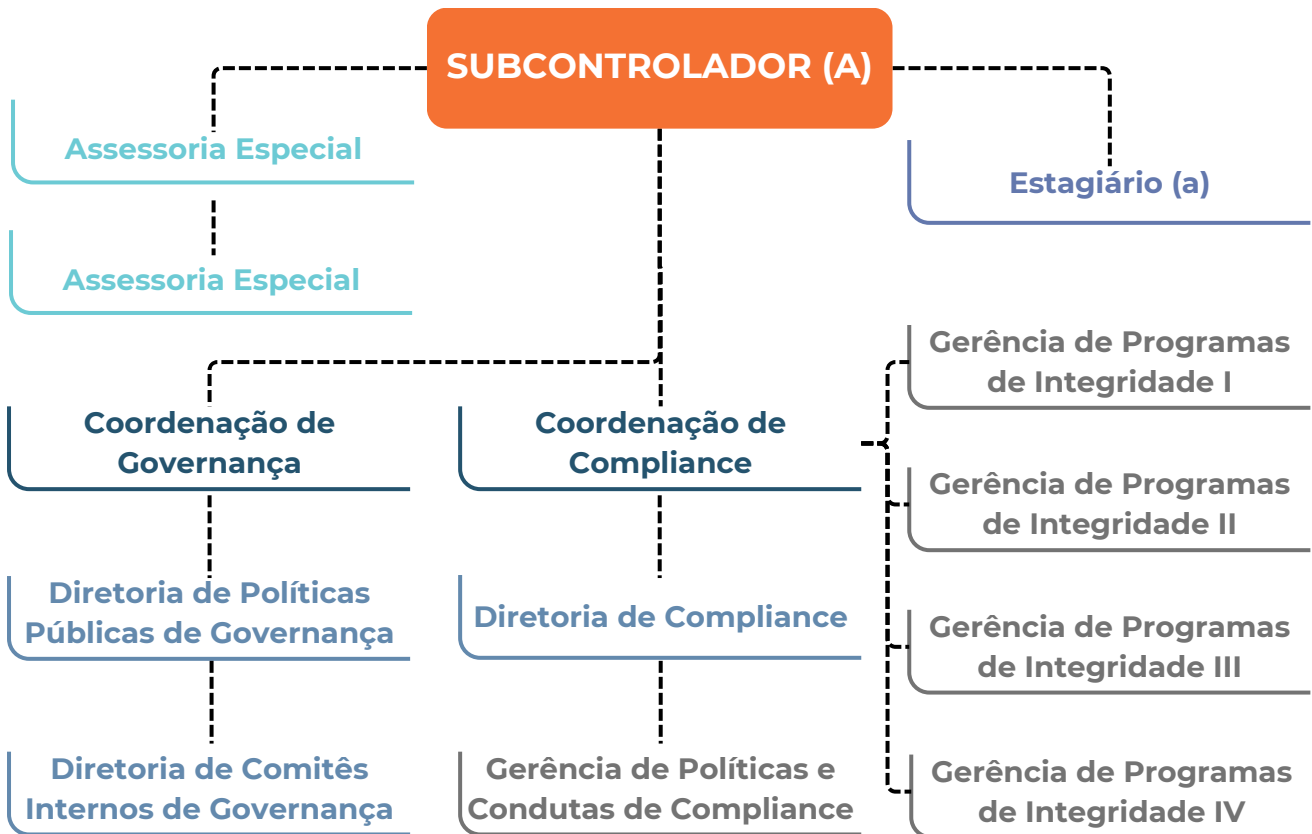 SUBCONTROLADOR (A)
Assessoria Especial
Estagiário (a)
Assessoria Especial
Gerência de Programas
de Integridade I
Coordenação de
Governança
Coordenação de
Compliance
Gerência de Programas
de Integridade II
Diretoria de Políticas
Públicas de Governança
Diretoria de Compliance
Gerência de Programas
de Integridade III
Diretoria de Comitês
Internos de Governança
Gerência de Políticas e
Condutas de Compliance
Gerência de Programas
de Integridade IV